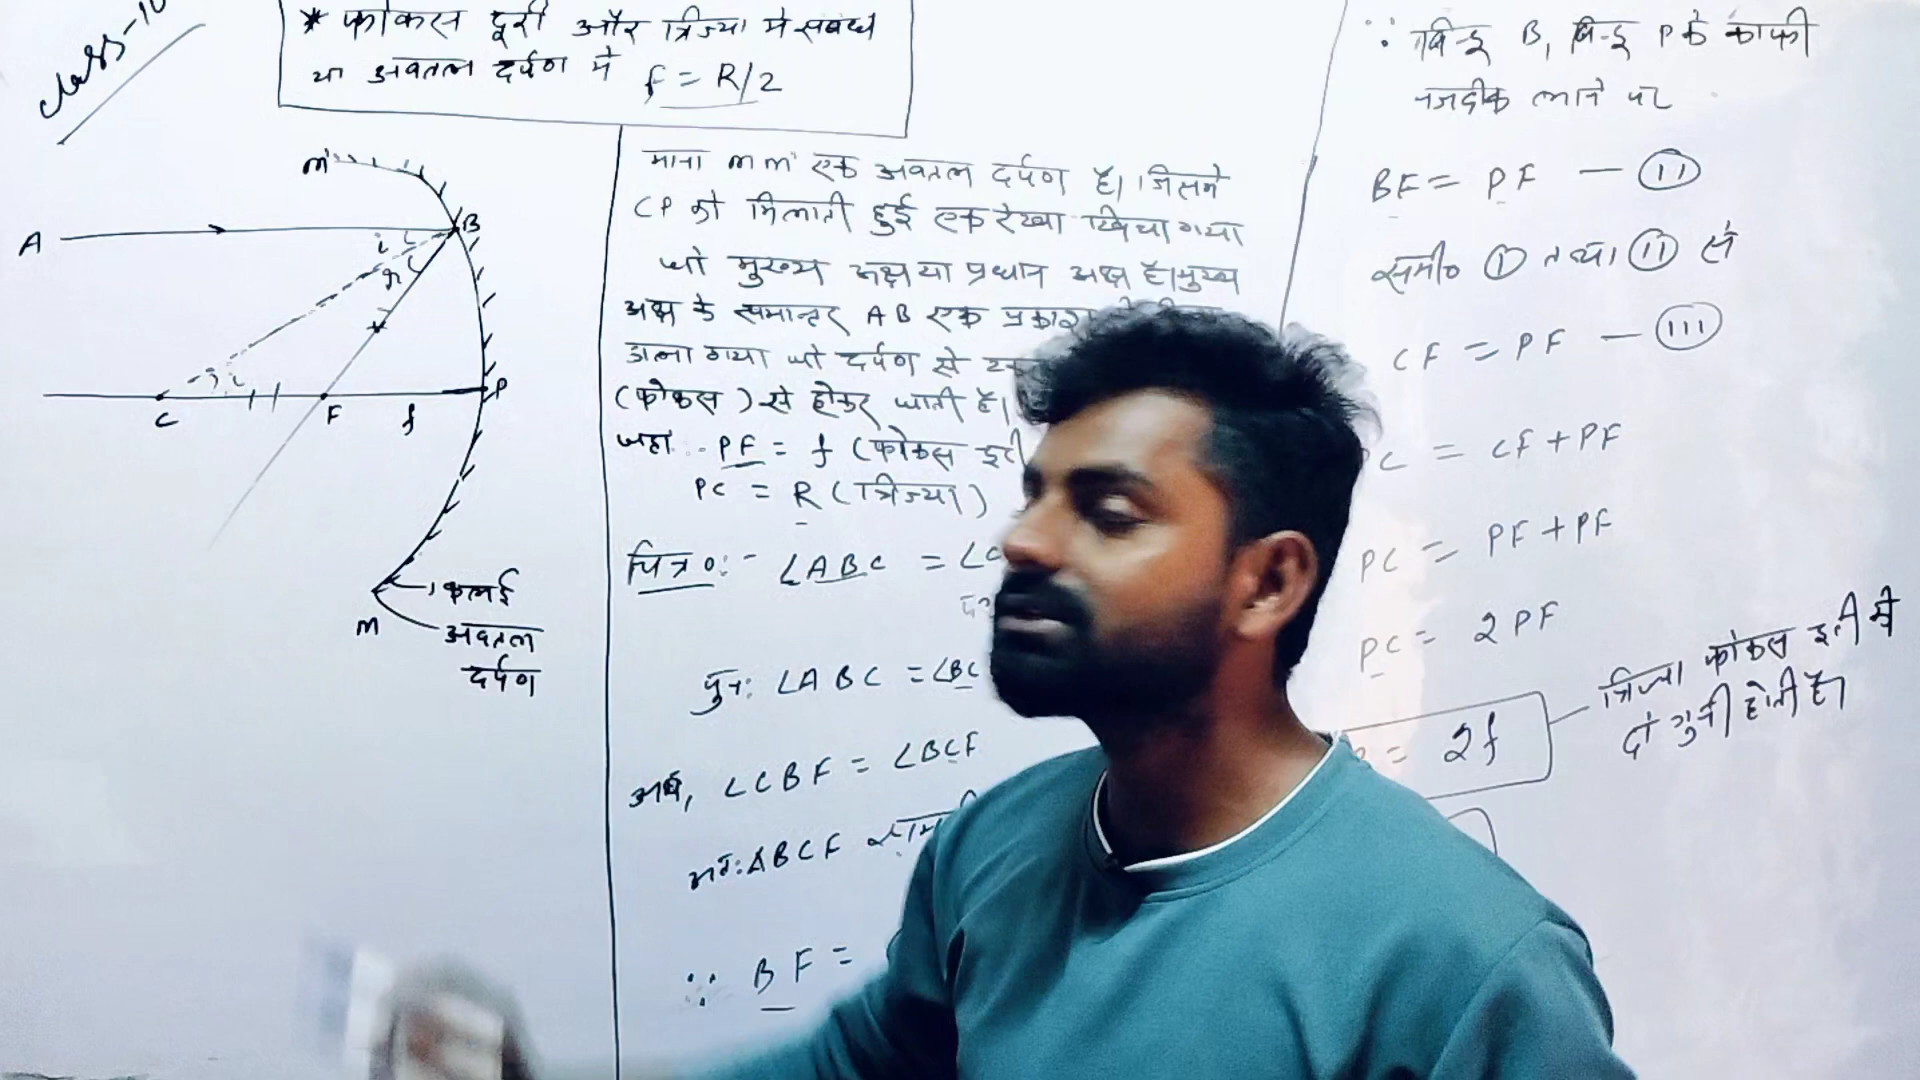 class-10
* फोकस दूरी और त्रिज्या में संबंध
या अवतल दर्पण में f = R/2
M'
A
B
i
r
C
F
f
P
M
कलई
अवतल
दर्पण
माना mm' एक अवतल दर्पण है। जिसमें
CP को मिलाती हुई एक रेखा खिचा गया
जो मुख्य अक्ष या प्रधान अक्ष है। मुख्य
अक्ष के समान्तर AB एक प्रकाश
डाला गया जो दर्पण से
(फोकस) से होकर जाती है।
जहाँ PF = f (फोकस
PC = R (त्रिज्या)
चित्र०:- ∠ABC =
पुन: ∠ABC = ∠BC
∠CBF = ∠BCF
अत: ΔBCF
∵ BF =
∵ बिन्दु B, बिन्दु P के काफी
नजदीक लाने पर
BF = PF — (ii)
समी० (i) तथा (ii) से
CF = PF — (iii)
PC = CF + PF
PC = PF + PF
PC = 2PF
= 2f
त्रिज्या फोकस दूरी से
दो गुनी होती है।